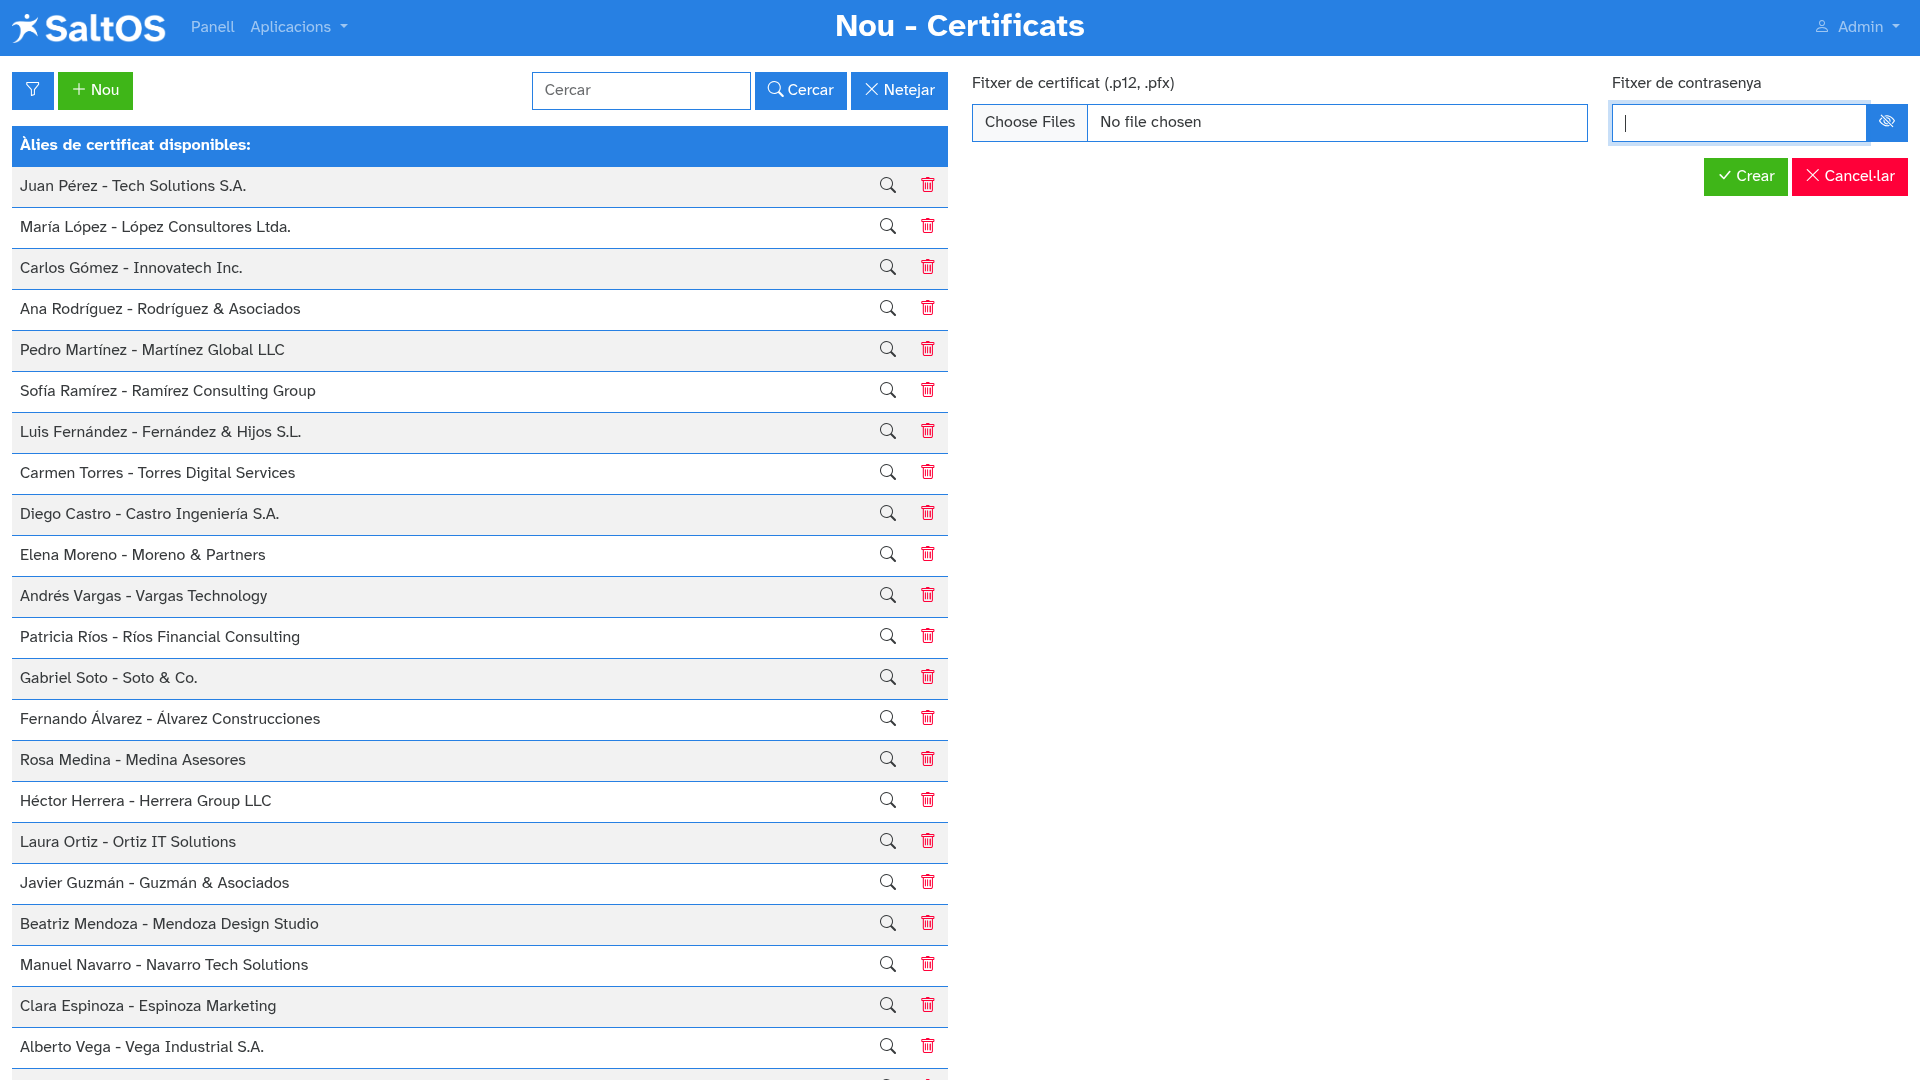 SaltOS
Panell
Aplicacions
Nou - Certificats
Admin
Nou
Cercar
Cercar
Netejar
Àlies de certificat disponibles:
Juan Pérez - Tech Solutions S.A.
María López - López Consultores Ltda.
Carlos Gómez - Innovatech Inc.
Ana Rodríguez - Rodríguez & Asociados
Pedro Martínez - Martínez Global LLC
Sofía Ramírez - Ramírez Consulting Group
Luis Fernández - Fernández & Hijos S.L.
Carmen Torres - Torres Digital Services
Diego Castro - Castro Ingeniería S.A.
Elena Moreno - Moreno & Partners
Andrés Vargas - Vargas Technology
Patricia Ríos - Ríos Financial Consulting
Gabriel Soto - Soto & Co.
Fernando Álvarez - Álvarez Construcciones
Rosa Medina - Medina Asesores
Héctor Herrera - Herrera Group LLC
Laura Ortiz - Ortiz IT Solutions
Javier Guzmán - Guzmán & Asociados
Beatriz Mendoza - Mendoza Design Studio
Manuel Navarro - Navarro Tech Solutions
Clara Espinoza - Espinoza Marketing
Alberto Vega - Vega Industrial S.A.
Fitxer de certificat (.p12, .pfx)
Choose Files
No file chosen
Fitxer de contrasenya
Crear
Cancel·lar